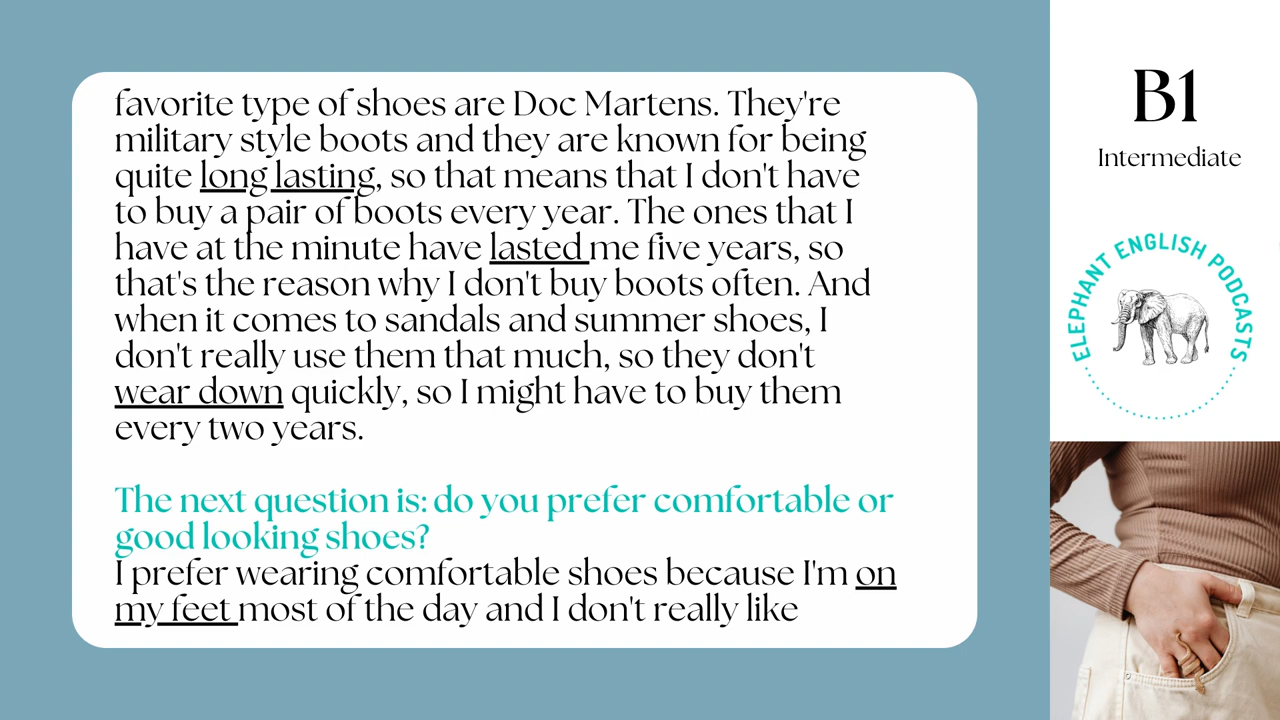 favorite type of shoes are Doc Martens. They're
military style boots and they are known for being
quite long lasting, so that means that I don't have
to buy a pair of boots every year. The ones that I
have at the minute have lasted me five years, so
that's the reason why I don't buy boots often. And
when it comes to sandals and summer shoes, I
don't really use them that much, so they don't
wear down quickly, so I might have to buy them
every two years.
The next question is: do you prefer comfortable or
good looking shoes?
I prefer wearing comfortable shoes because I'm on
my feet most of the day and I don't really like
B1
Intermediate
ELEPHANT ENGLISH PODCASTS